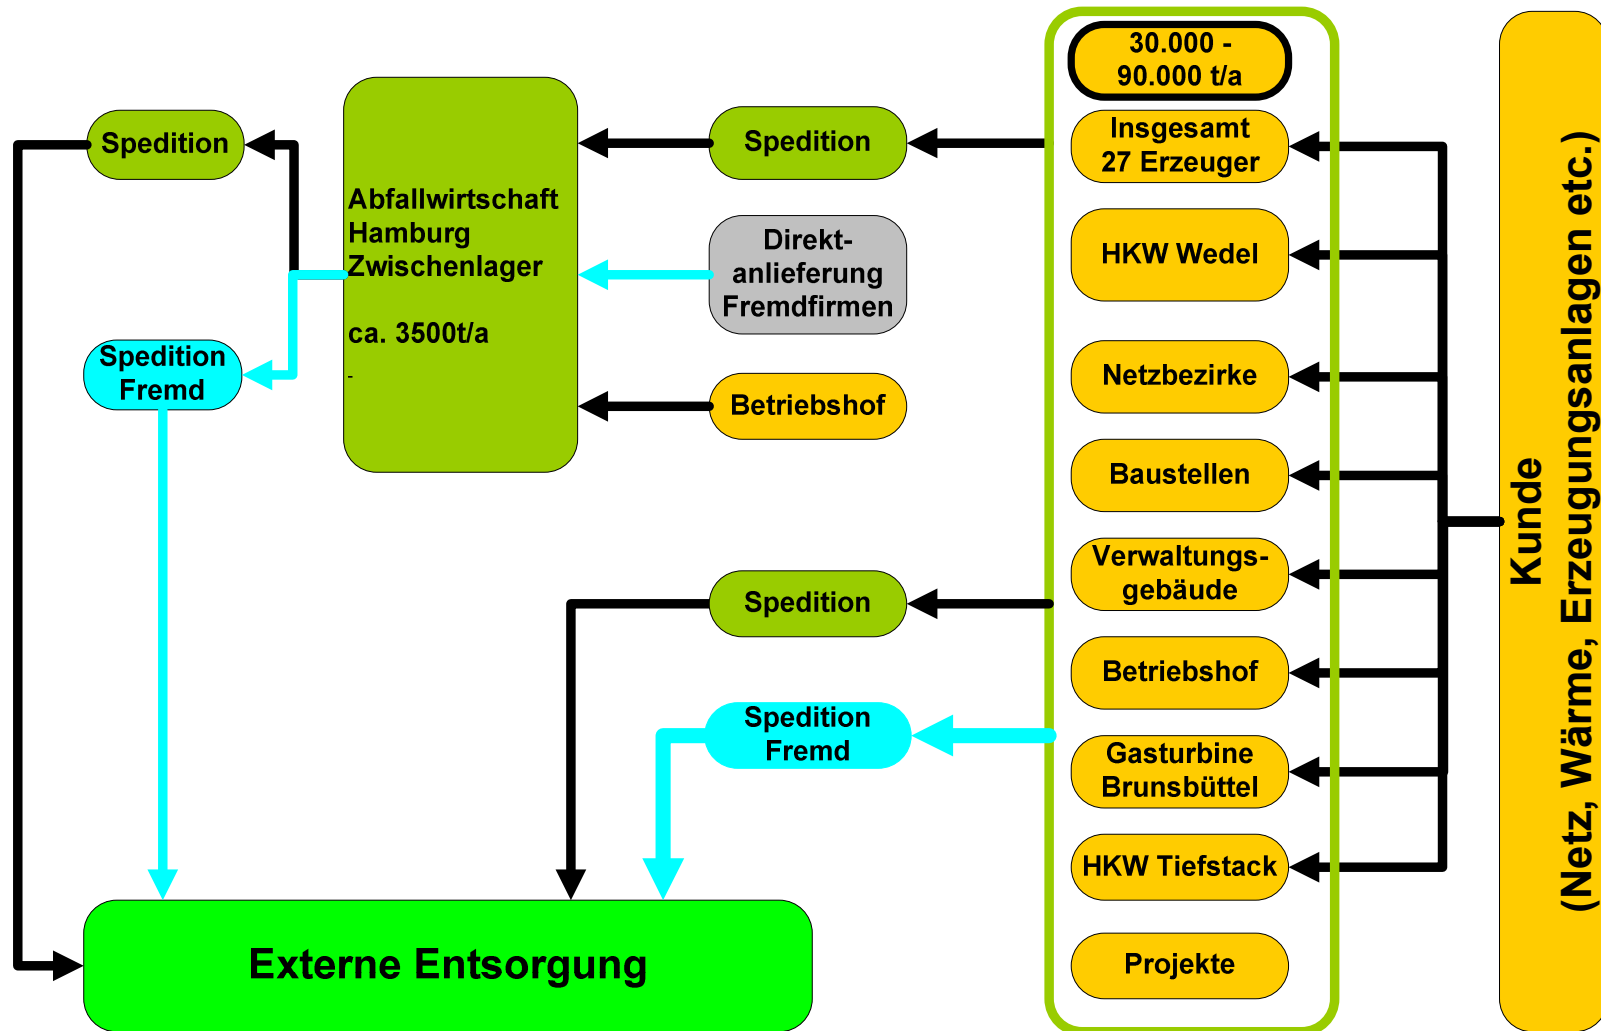 Spedition
Spedition
Fremd
Abfallwirtschaft
Hamburg
Zwischenlager
ca. 3500t/a
-
Spedition
Direkt-
anlieferung
Fremdfirmen
Betriebshof
Spedition
Spedition
Fremd
Externe Entsorgung
30.000 -
90.000 t/a
Insgesamt
27 Erzeuger
HKW Wedel
Netzbezirke
Baustellen
Verwaltungs-
gebäude
Betriebshof
Gasturbine
Brunsbüttel
HKW Tiefstack
Projekte
Kunde
(Netz, Wärme, Erzeugungsanlagen etc.)